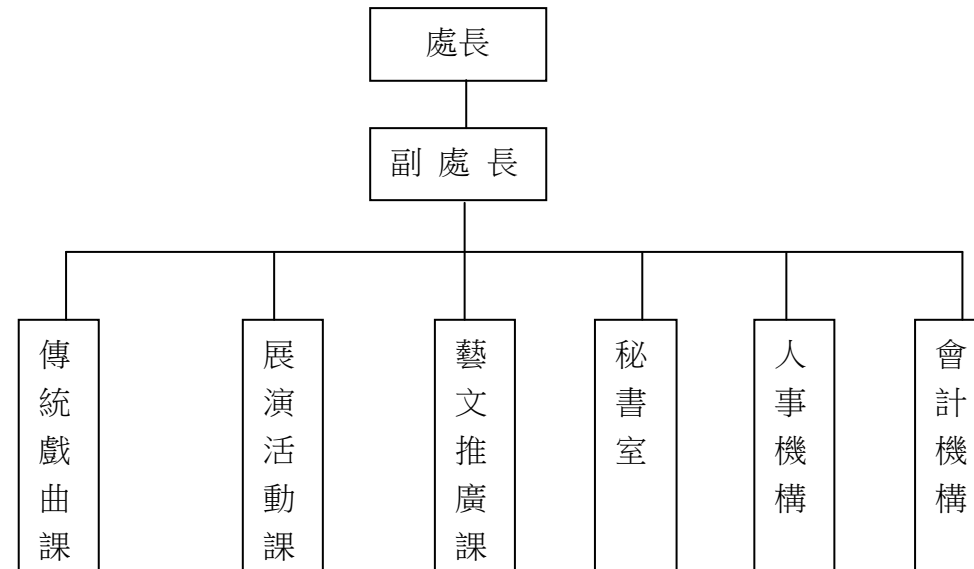 處長
副處長
傳統戲曲課
展演活動課
藝文推廣課
秘書室
人事機構
會計機構